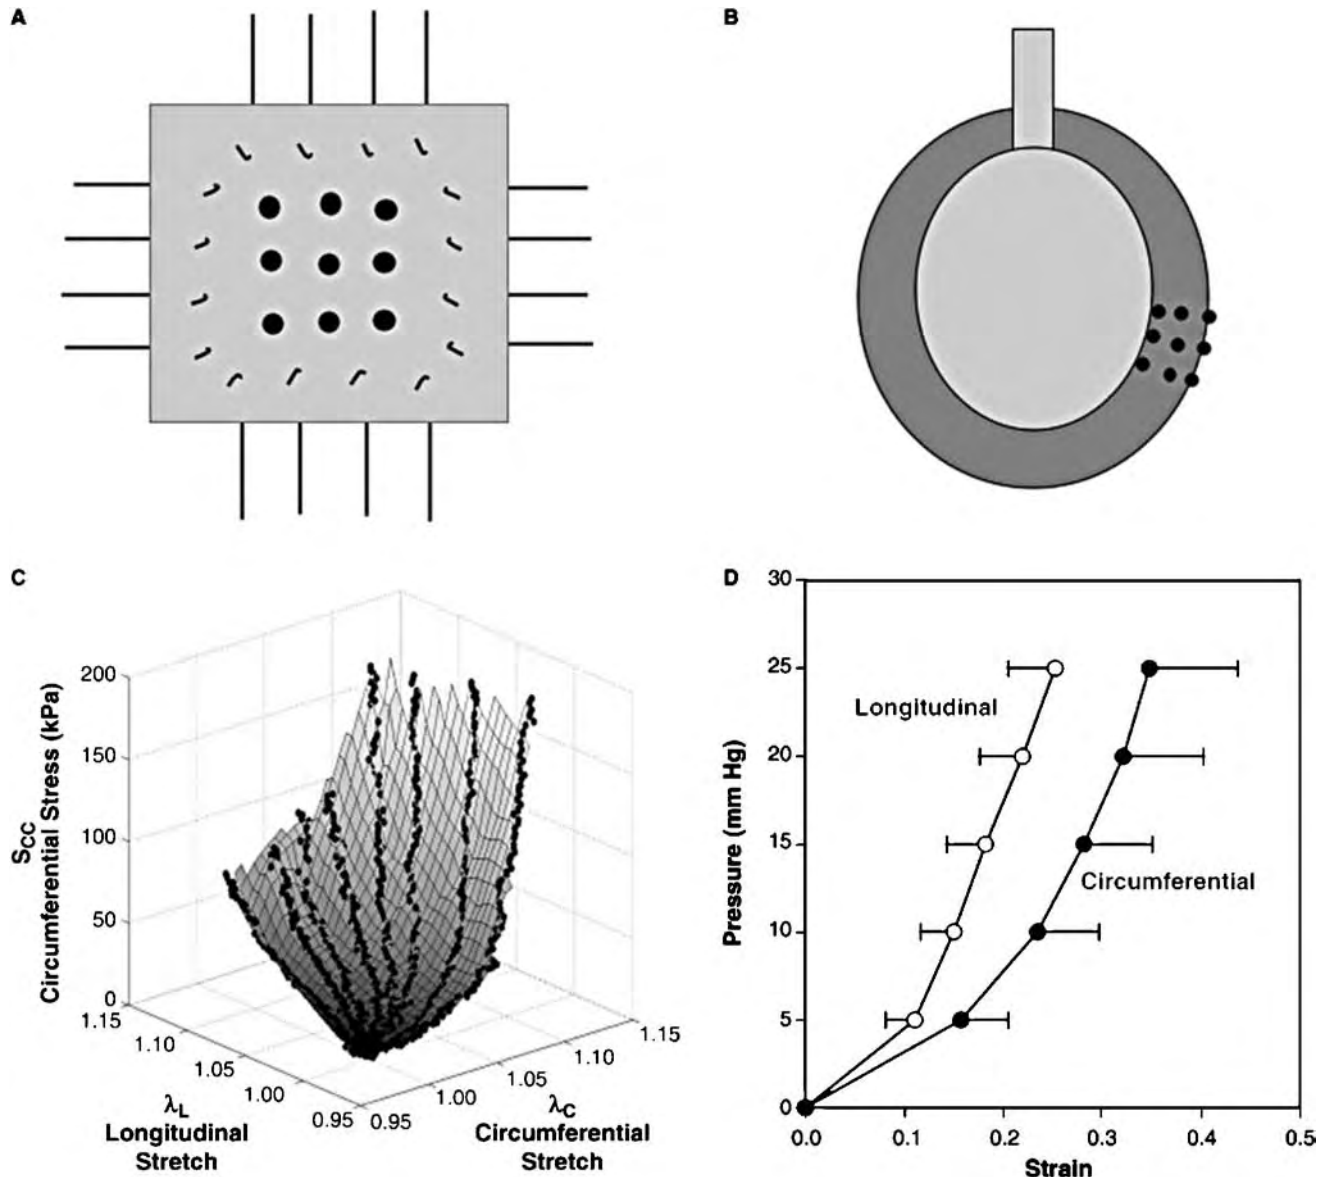 A
B
C
S_CC
Circumferential Stress (kPa)
200
150
100
50
0
1.15
1.10
1.05
1.00
0.95
λ_L
Longitudinal
Stretch
0.95
1.00
1.05
1.10
1.15
λ_C
Circumferential
Stretch
D
Pressure (mm Hg)
30
25
20
15
10
5
0
Longitudinal
Circumferential
0.0
0.1
0.2
0.3
0.4
0.5
Strain